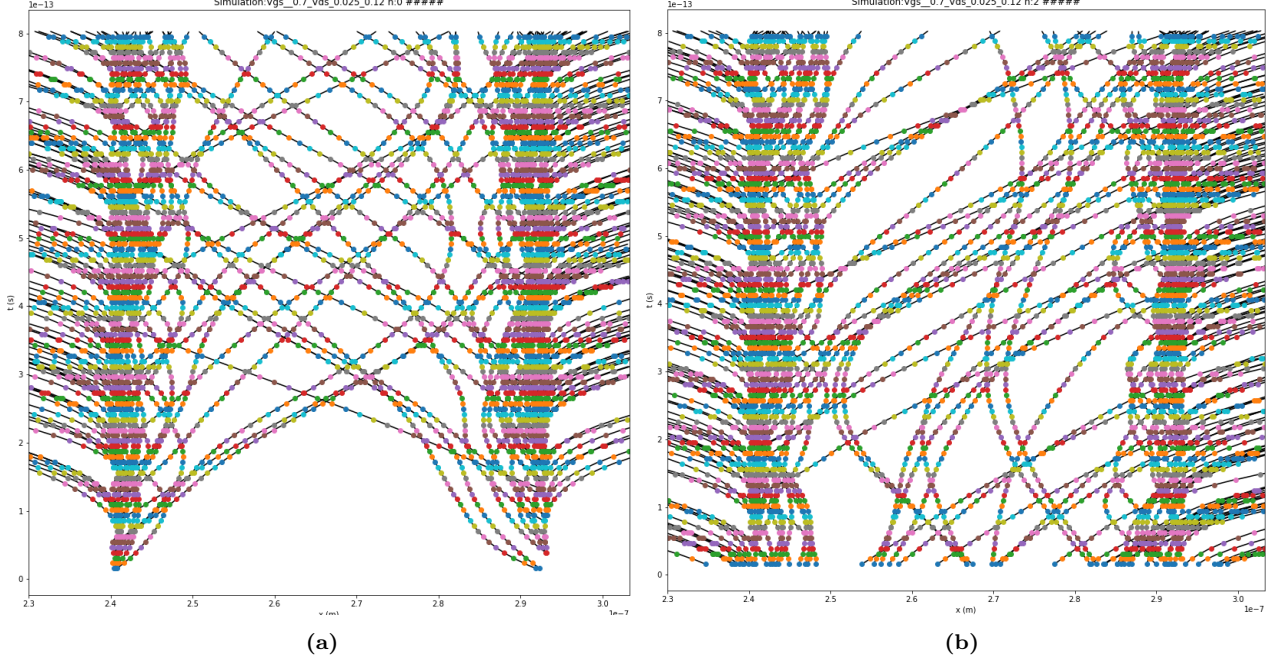 Simulation:Vgs__0.7_Vds_0.025_0.12 n:0 #####
1e−13
8
7
6
5
4
3
2
1
0
t (s)
2.3 2.4 2.5 2.6 2.7 2.8 2.9 3.0
x (m)
1e−7
(a)
Simulation:Vgs__0.7_Vds_0.025_0.12 n:2 #####
1e−13
8
7
6
5
4
3
2
1
0
t (s)
2.3 2.4 2.5 2.6 2.7 2.8 2.9 3.0
x (m)
1e−7
(b)